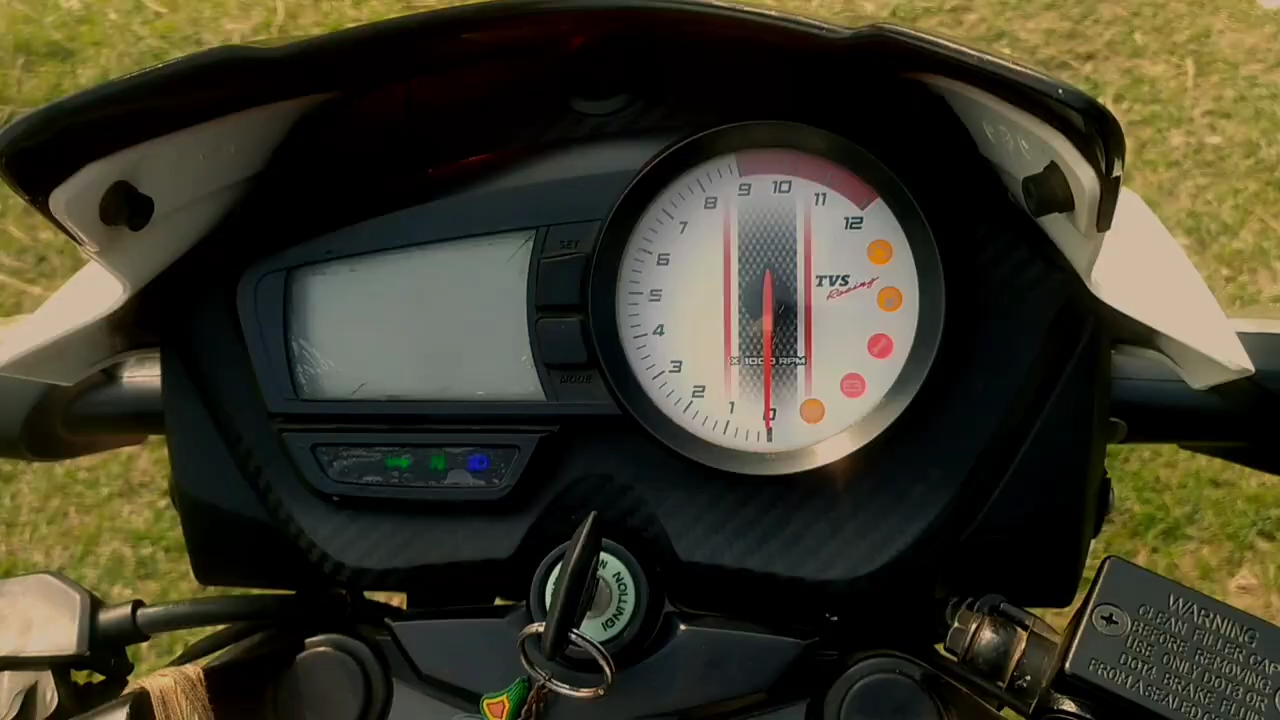 SET
MODE
9
10
11
8
12
7
6
TVS
Racing
5
4
X 1000 RPM
3
2
1
0
N
IGNITION
WARNING
CLEAN FILLER CAP
BEFORE REMOVING
USE ONLY DOT3 OR
DOT4 BRAKE FLUID
FROM A SEALED